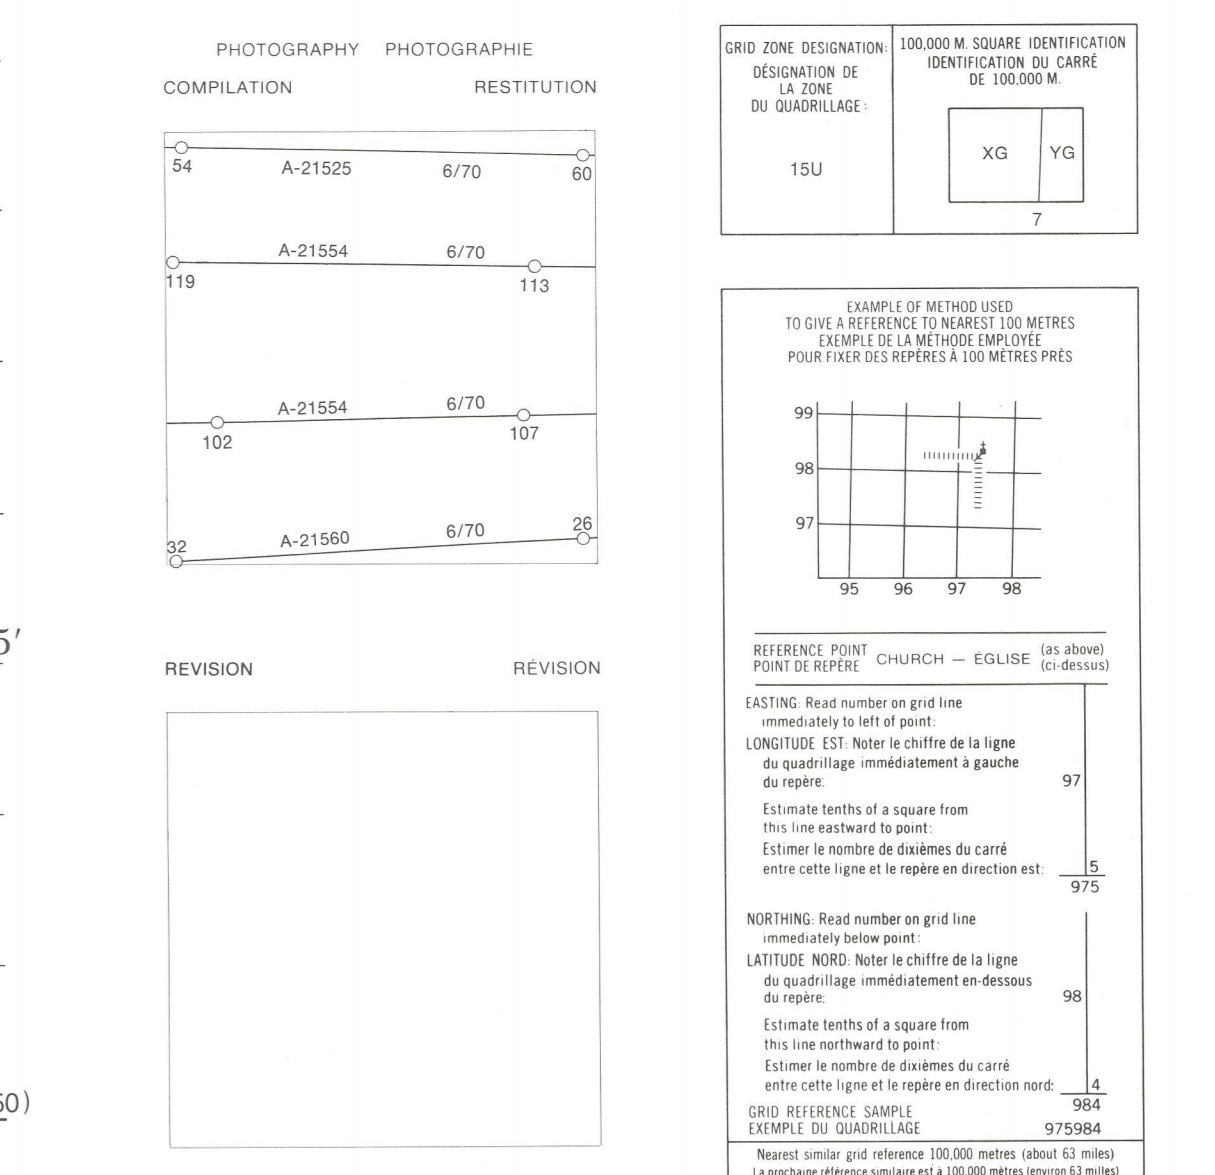 PHOTOGRAPHY PHOTOGRAPHIE
COMPILATION RESTITUTION
54 A-21525 6/70 60
119 A-21554 6/70 113
102 A-21554 6/70 107
32 A-21560 6/70 26
5′
REVISION RÉVISION
50)
GRID ZONE DESIGNATION:
DÉSIGNATION DE
LA ZONE
DU QUADRILLAGE:
15U
100,000 M. SQUARE IDENTIFICATION
IDENTIFICATION DU CARRÉ
DE 100,000 M.
XG YG
7
EXAMPLE OF METHOD USED
TO GIVE A REFERENCE TO NEAREST 100 METRES
EXEMPLE DE LA MÉTHODE EMPLOYÉE
POUR FIXER DES REPÈRES À 100 MÈTRES PRÈS
99
98
97
95 96 97 98
REFERENCE POINT
POINT DE REPÈRE
CHURCH — ÉGLISE
(as above)
(ci-dessus)
EASTING: Read number on grid line
immediately to left of point:
LONGITUDE EST: Noter le chiffre de la ligne
du quadrillage immédiatement à gauche
du repère: 97
Estimate tenths of a square from
this line eastward to point:
Estimer le nombre de dixièmes du carré
entre cette ligne et le repère en direction est: 5
975
NORTHING: Read number on grid line
immediately below point:
LATITUDE NORD: Noter le chiffre de la ligne
du quadrillage immédiatement en-dessous
du repère: 98
Estimate tenths of a square from
this line northward to point:
Estimer le nombre de dixièmes du carré
entre cette ligne et le repère en direction nord: 4
984
GRID REFERENCE SAMPLE
EXEMPLE DU QUADRILLAGE 975984
Nearest similar grid reference 100,000 metres (about 63 miles)
La prochaine référence similaire est à 100,000 mètres (environ 63 milles)